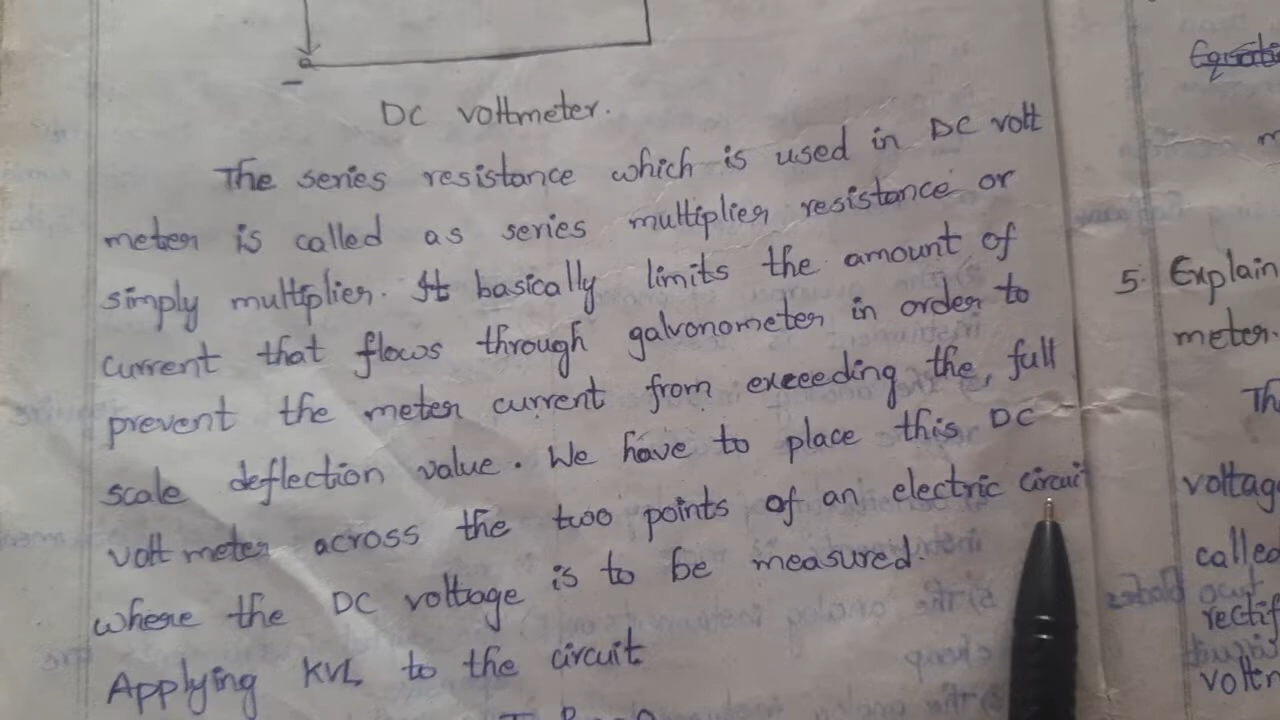 DC voltmeter.
The series resistance which is used in DC volt
meter is called as series multiplier resistance or
simply multiplier. It basically limits the amount of
current that flows through galvonometer in order to
prevent the meter current from exceeding the, full
scale deflection value. We have to place this DC
volt meter across the two points of an electric circuit
where the DC voltage is to be measured.
Applying KVL to the circuit
5. Explain
meter.
Th
voltag
called
rectif
voltm